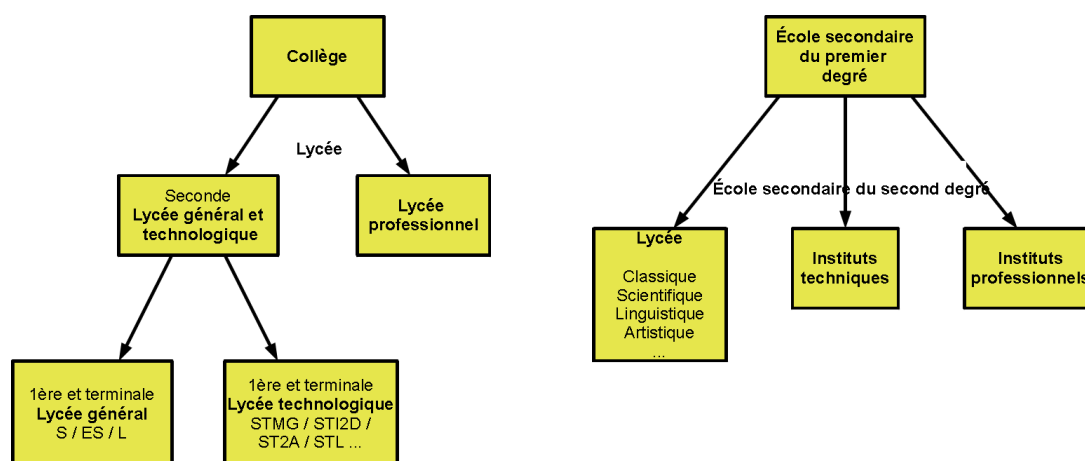 Collège
Lycée
Seconde
Lycée général et
technologique
Lycée
professionnel
1ère et terminale
Lycée général
S / ES / L
1ère et terminale
Lycée technologique
STMG / STI2D /
ST2A / STL ...
École secondaire
du premier
degré
École secondaire du second degré
Lycée
Classique
Scientifique
Linguistique
Artistique
...
Instituts
techniques
Instituts
professionnels